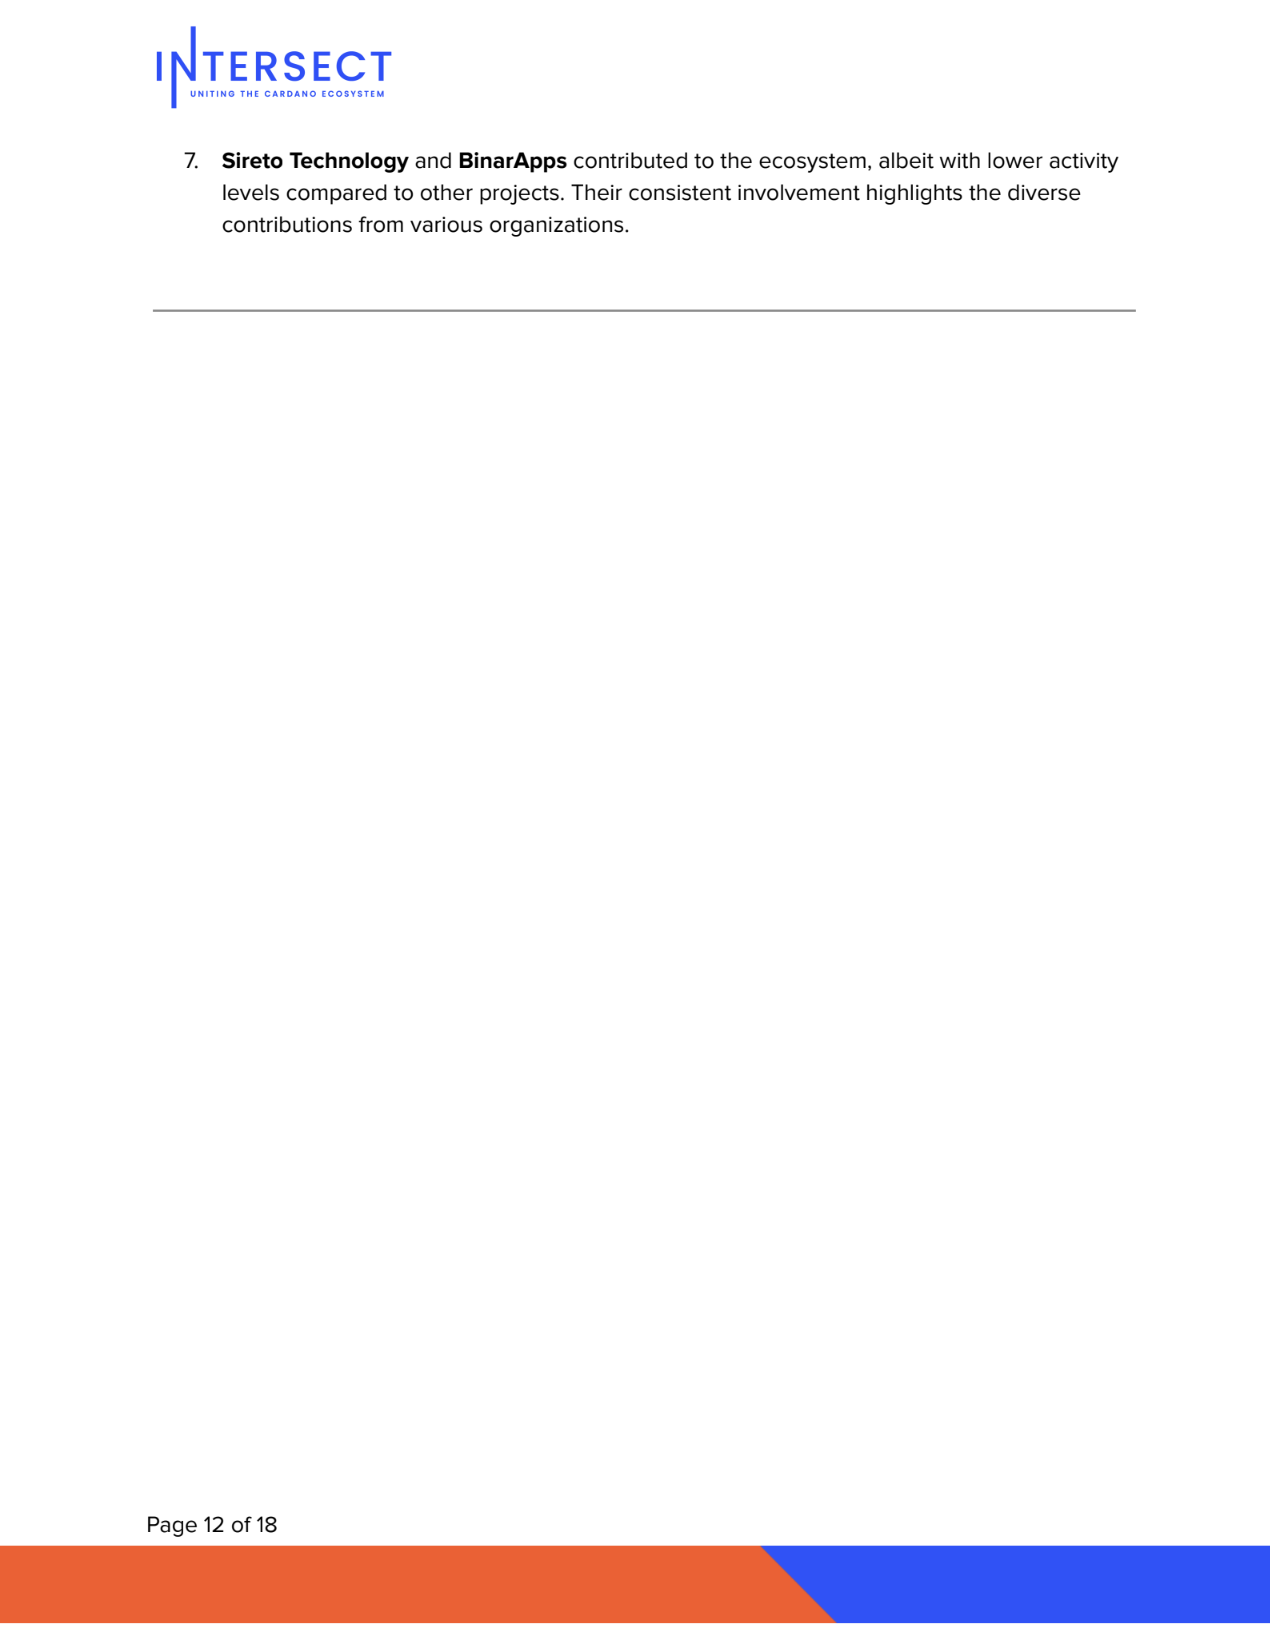 INTERSECT
UNITING THE CARDANO ECOSYSTEM
7. Sireto Technology and BinarApps contributed to the ecosystem, albeit with lower activity
levels compared to other projects. Their consistent involvement highlights the diverse
contributions from various organizations.
Page 12 of 18